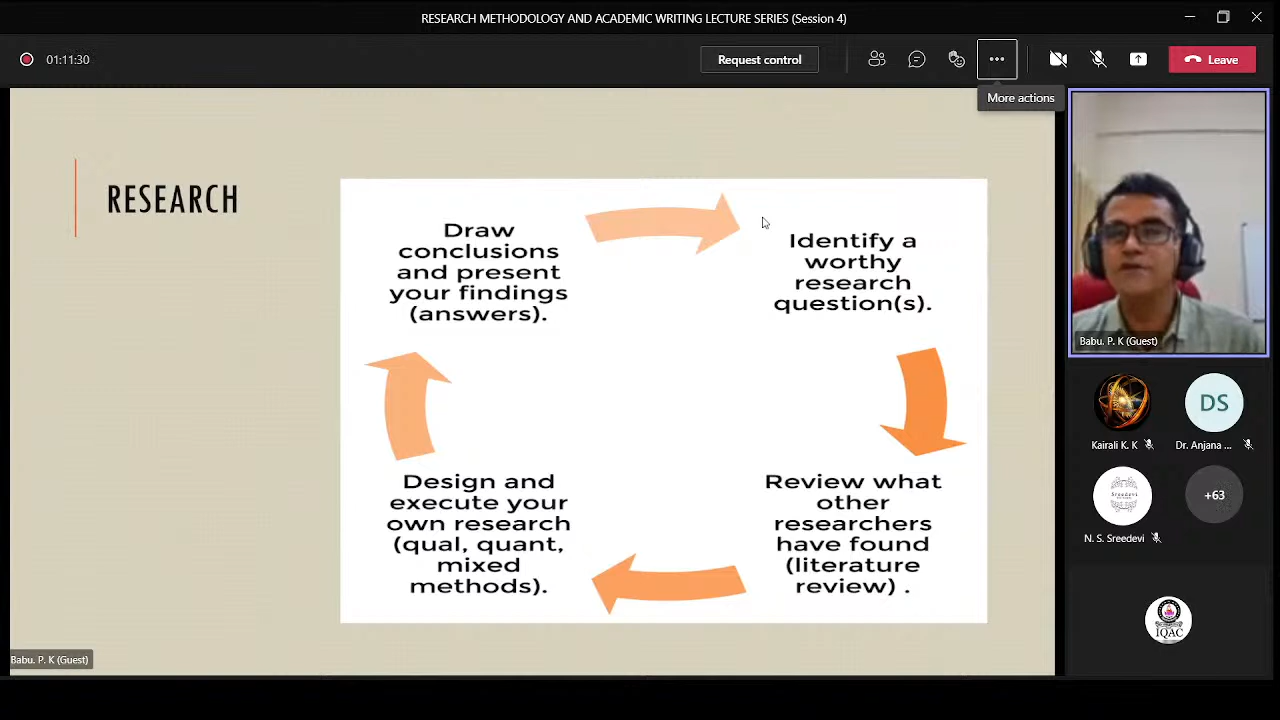 RESEARCH METHODOLOGY AND ACADEMIC WRITING LECTURE SERIES (Session 4)
01:11:30
Request control
Leave
More actions
RESEARCH
Draw
conclusions
and present
your findings
(answers).
Identify a
worthy
research
question(s).
Design and
execute your
own research
(qual, quant,
mixed
methods).
Review what
other
researchers
have found
(literature
review) .
Babu. P. K (Guest)
Babu. P. K (Guest)
DS
Kairali K. K
Dr. Anjana ...
Sreedevi
+63
N. S. Sreedevi
IQAC